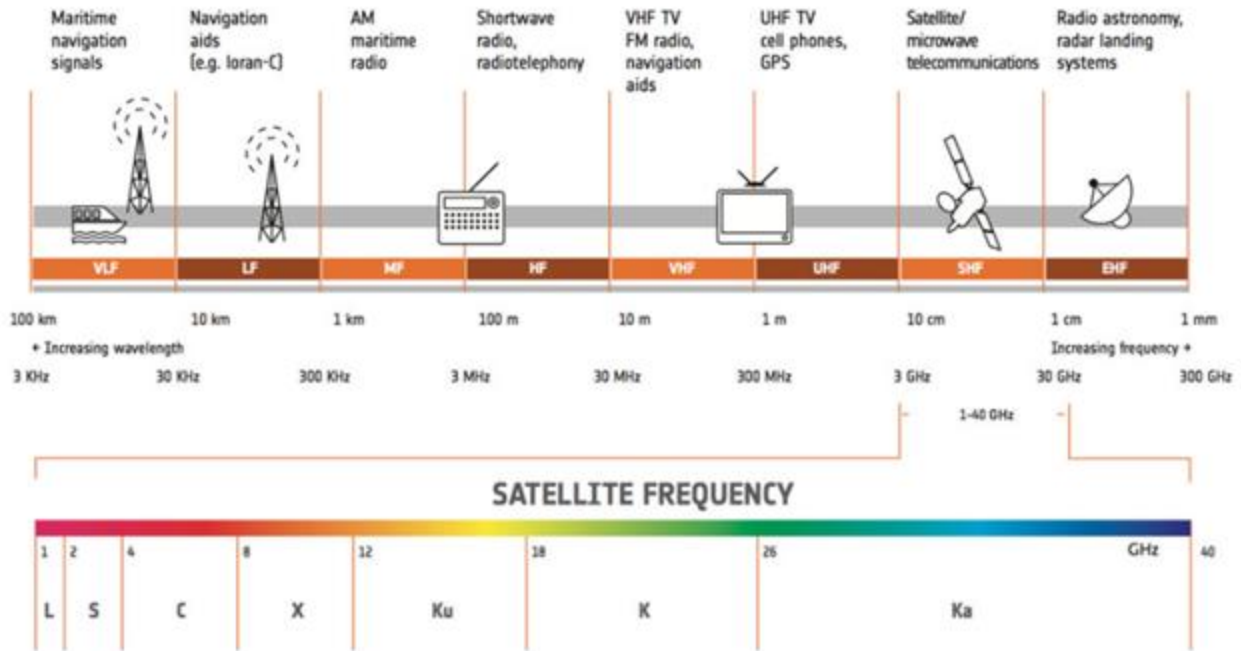 Maritime
navigation
signals
Navigation
aids
(e.g. loran-C)
AM
maritime
radio
Shortwave
radio,
radiotelephony
VHF TV
FM radio,
navigation
aids
UHF TV
cell phones,
GPS
Satellite/
microwave
telecommunications
Radio astronomy,
radar landing
systems
VLF
LF
MF
HF
VHF
UHF
SHF
EHF
100 km
10 km
1 km
100 m
10 m
1 m
10 cm
1 cm
1 mm
← Increasing wavelength
Increasing frequency →
3 KHz
30 KHz
300 KHz
3 MHz
30 MHz
300 MHz
3 GHz
30 GHz
300 GHz
1-40 GHz
SATELLITE FREQUENCY
1
2
4
8
12
18
26
GHz
40
L
S
C
X
Ku
K
Ka